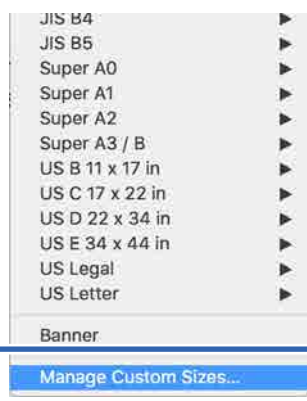 JIS B4
JIS B5
Super A0
Super A1
Super A2
Super A3 / B
US B 11 x 17 in
US C 17 x 22 in
US D 22 x 34 in
US E 34 x 44 in
US Legal
US Letter
Banner
Manage Custom Sizes...